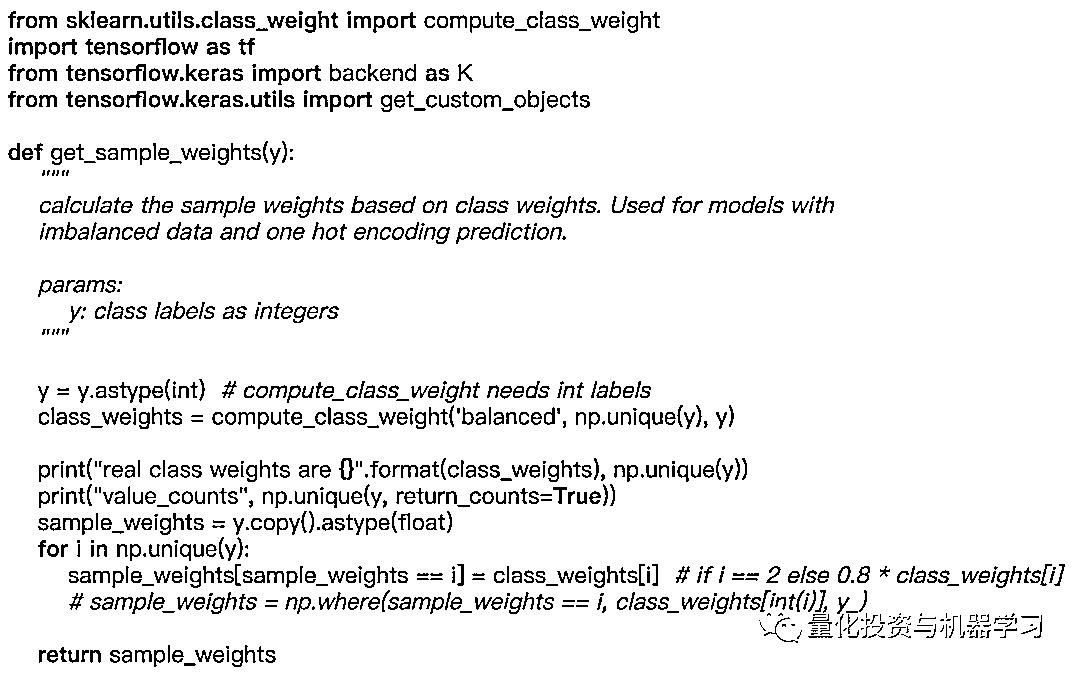 from sklearn.utils.class_weight import compute_class_weight
import tensorflow as tf
from tensorflow.keras import backend as K
from tensorflow.keras.utils import get_custom_objects

def get_sample_weights(y):
    """
    calculate the sample weights based on class weights. Used for models with
    imbalanced data and one hot encoding prediction.

    params:
        y: class labels as integers
    """

    y = y.astype(int)  # compute_class_weight needs int labels
    class_weights = compute_class_weight('balanced', np.unique(y), y)

    print("real class weights are {}".format(class_weights), np.unique(y))
    print("value_counts", np.unique(y, return_counts=True))
    sample_weights = y.copy().astype(float)
    for i in np.unique(y):
        sample_weights[sample_weights == i] = class_weights[i]  # if i == 2 else 0.8 * class_weights[i]
        # sample_weights = np.where(sample_weights == i, class_weights[int(i)], y_)
量化投资与机器学习
    return sample_weights